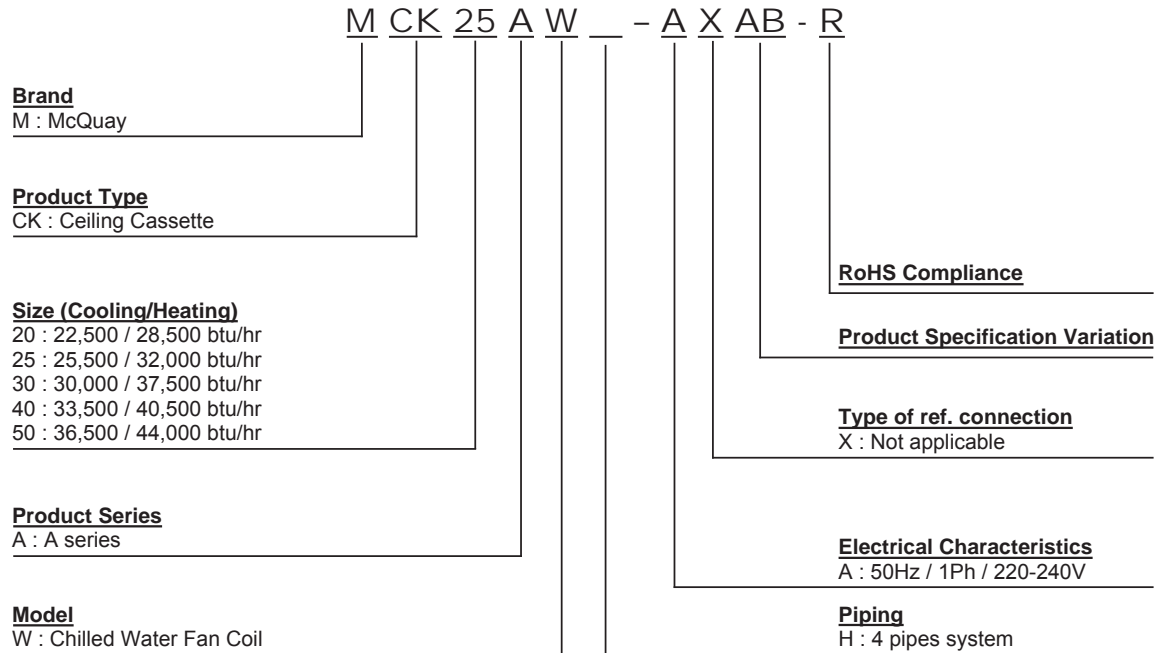 M CK 25 A W __ – A X AB - R
Brand
M : McQuay
Product Type
CK : Ceiling Cassette
Size (Cooling/Heating)
20 : 22,500 / 28,500 btu/hr
25 : 25,500 / 32,000 btu/hr
30 : 30,000 / 37,500 btu/hr
40 : 33,500 / 40,500 btu/hr
50 : 36,500 / 44,000 btu/hr
Product Series
A : A series
Model
W : Chilled Water Fan Coil
RoHS Compliance
Product Specification Variation
Type of ref. connection
X : Not applicable
Electrical Characteristics
A : 50Hz / 1Ph / 220-240V
Piping
H : 4 pipes system